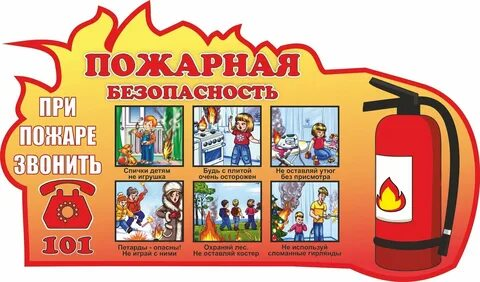 ПОЖАРНАЯ
БЕЗОПАСНОСТЬ
ПРИ
ПОЖАРЕ
ЗВОНИТЬ
101
Спички детям
не игрушка
Будь с плитой
очень осторожен
Не оставляй утюг
без присмотра
Петарды - опасны!
Не играй с ними
Охраняй лес.
Не оставляй костер
Не используй
сломанные гирлянды